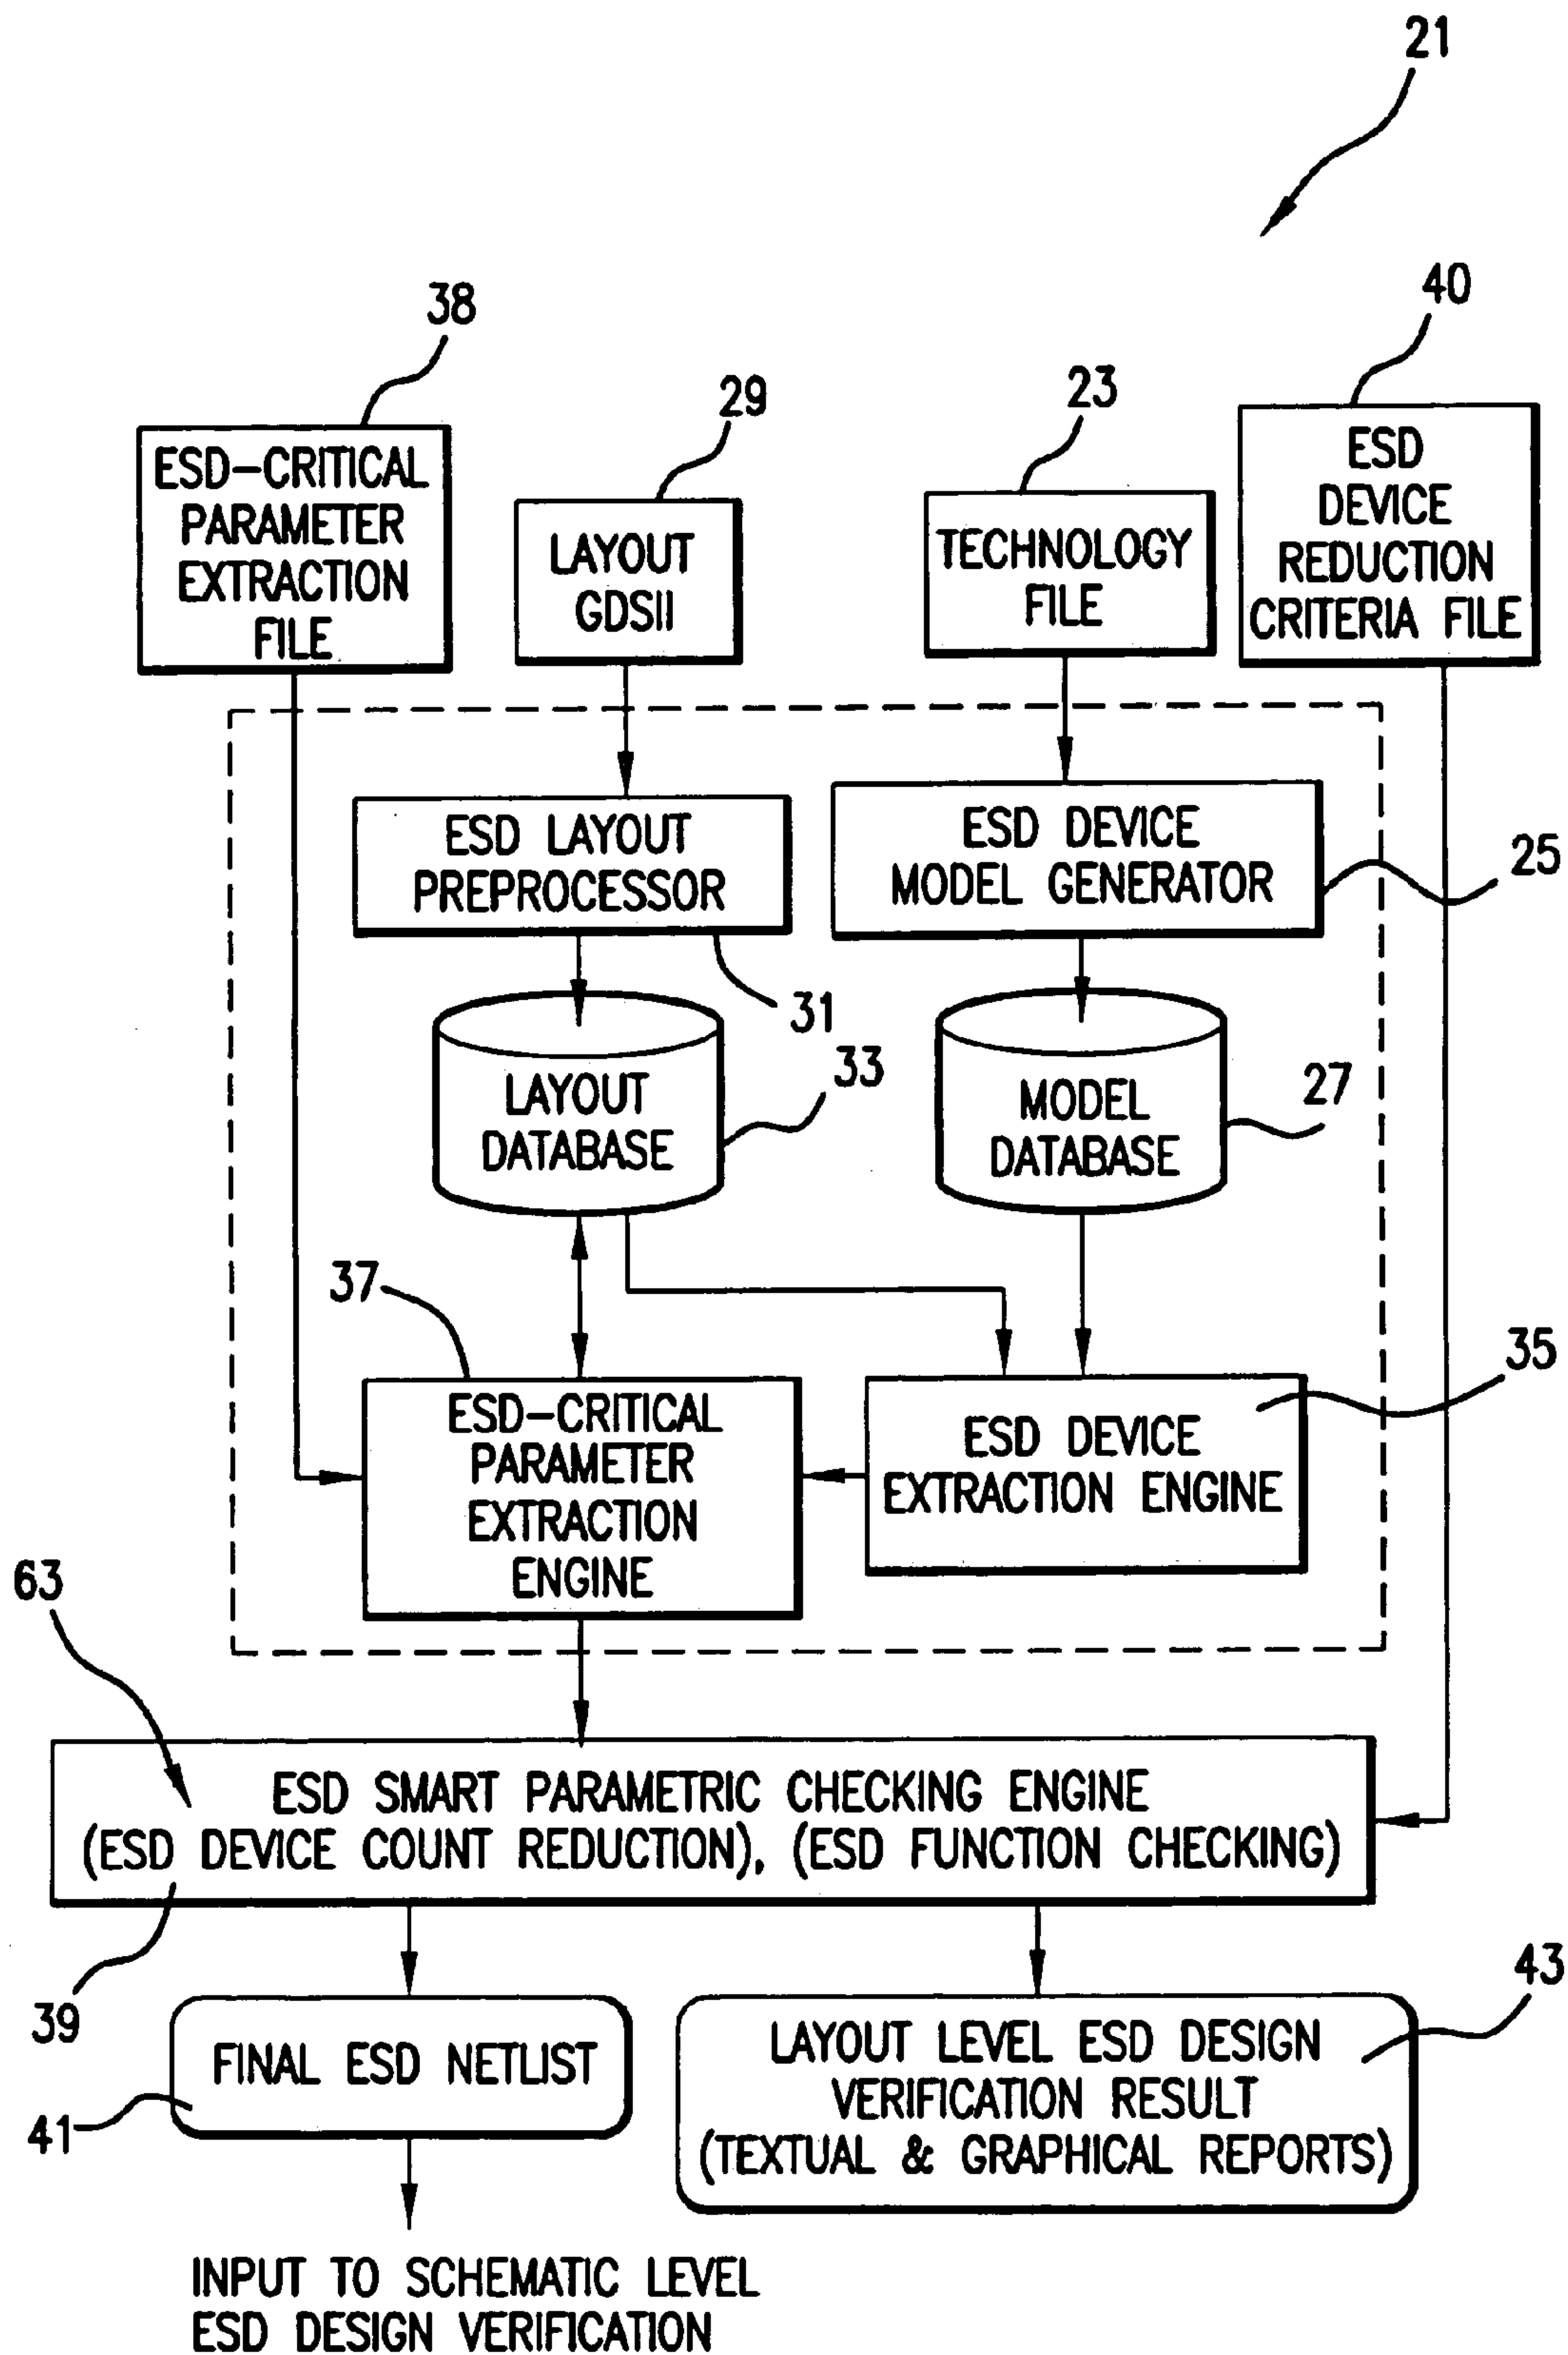 21
38
29
23
40
ESD-CRITICAL
PARAMETER
EXTRACTION
FILE
LAYOUT
GDSII
TECHNOLOGY
FILE
ESD
DEVICE
REDUCTION
CRITERIA FILE
ESD LAYOUT
PREPROCESSOR
ESD DEVICE
MODEL GENERATOR
25
31
LAYOUT
DATABASE
33
MODEL
DATABASE
27
37
ESD-CRITICAL
PARAMETER
EXTRACTION
ENGINE
ESD DEVICE
EXTRACTION ENGINE
35
63
ESD SMART PARAMETRIC CHECKING ENGINE
(ESD DEVICE COUNT REDUCTION), (ESD FUNCTION CHECKING)
39
FINAL ESD NETLIST
41
LAYOUT LEVEL ESD DESIGN
VERIFICATION RESULT
(TEXTUAL & GRAPHICAL REPORTS)
43
INPUT TO SCHEMATIC LEVEL
ESD DESIGN VERIFICATION